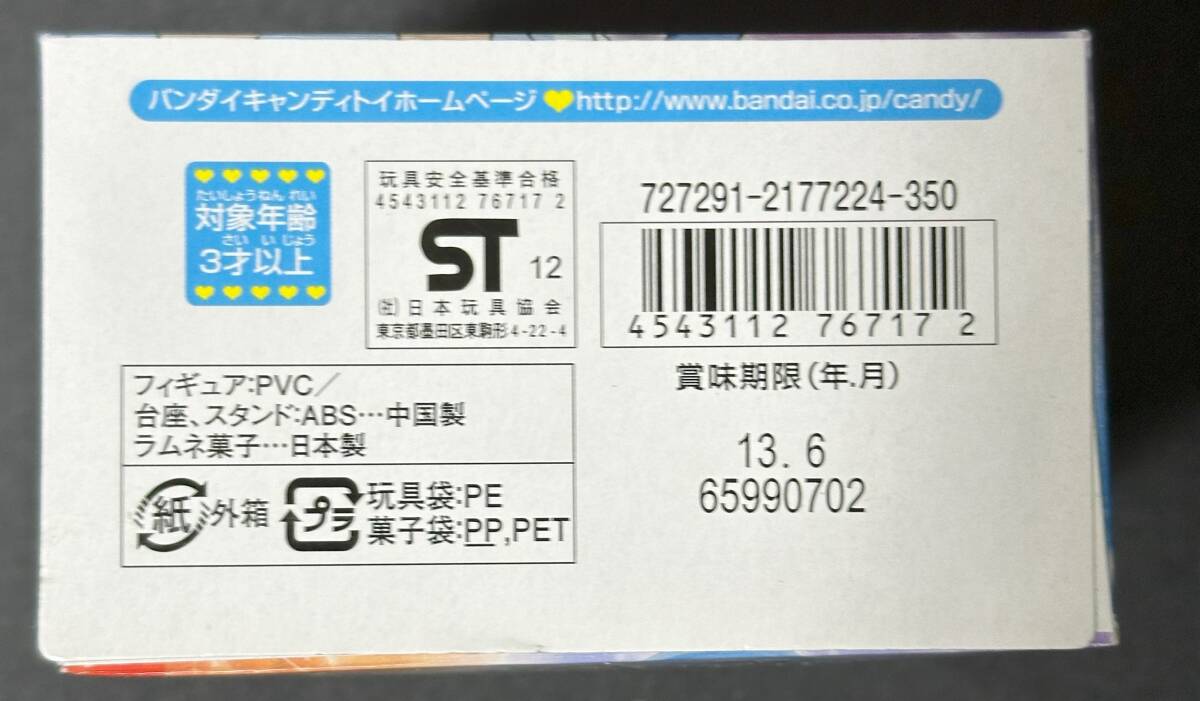 バンダイキャンディトイホームページ http://www.bandai.co.jp/candy/
たいしょうねんれい
対象年齢
さいいじょう
3才以上
玩具安全基準合格
4543112 76717 2
ST 12
(社)日本玩具協会
東京都墨田区東駒形4-22-4
727291-2177224-350
4543112 76717 2
賞味期限(年.月)
13.6
65990702
フィギュア:PVC/
台座、スタンド:ABS…中国製
ラムネ菓子…日本製
紙 外箱
プラ 玩具袋:PE
菓子袋:PP,PET